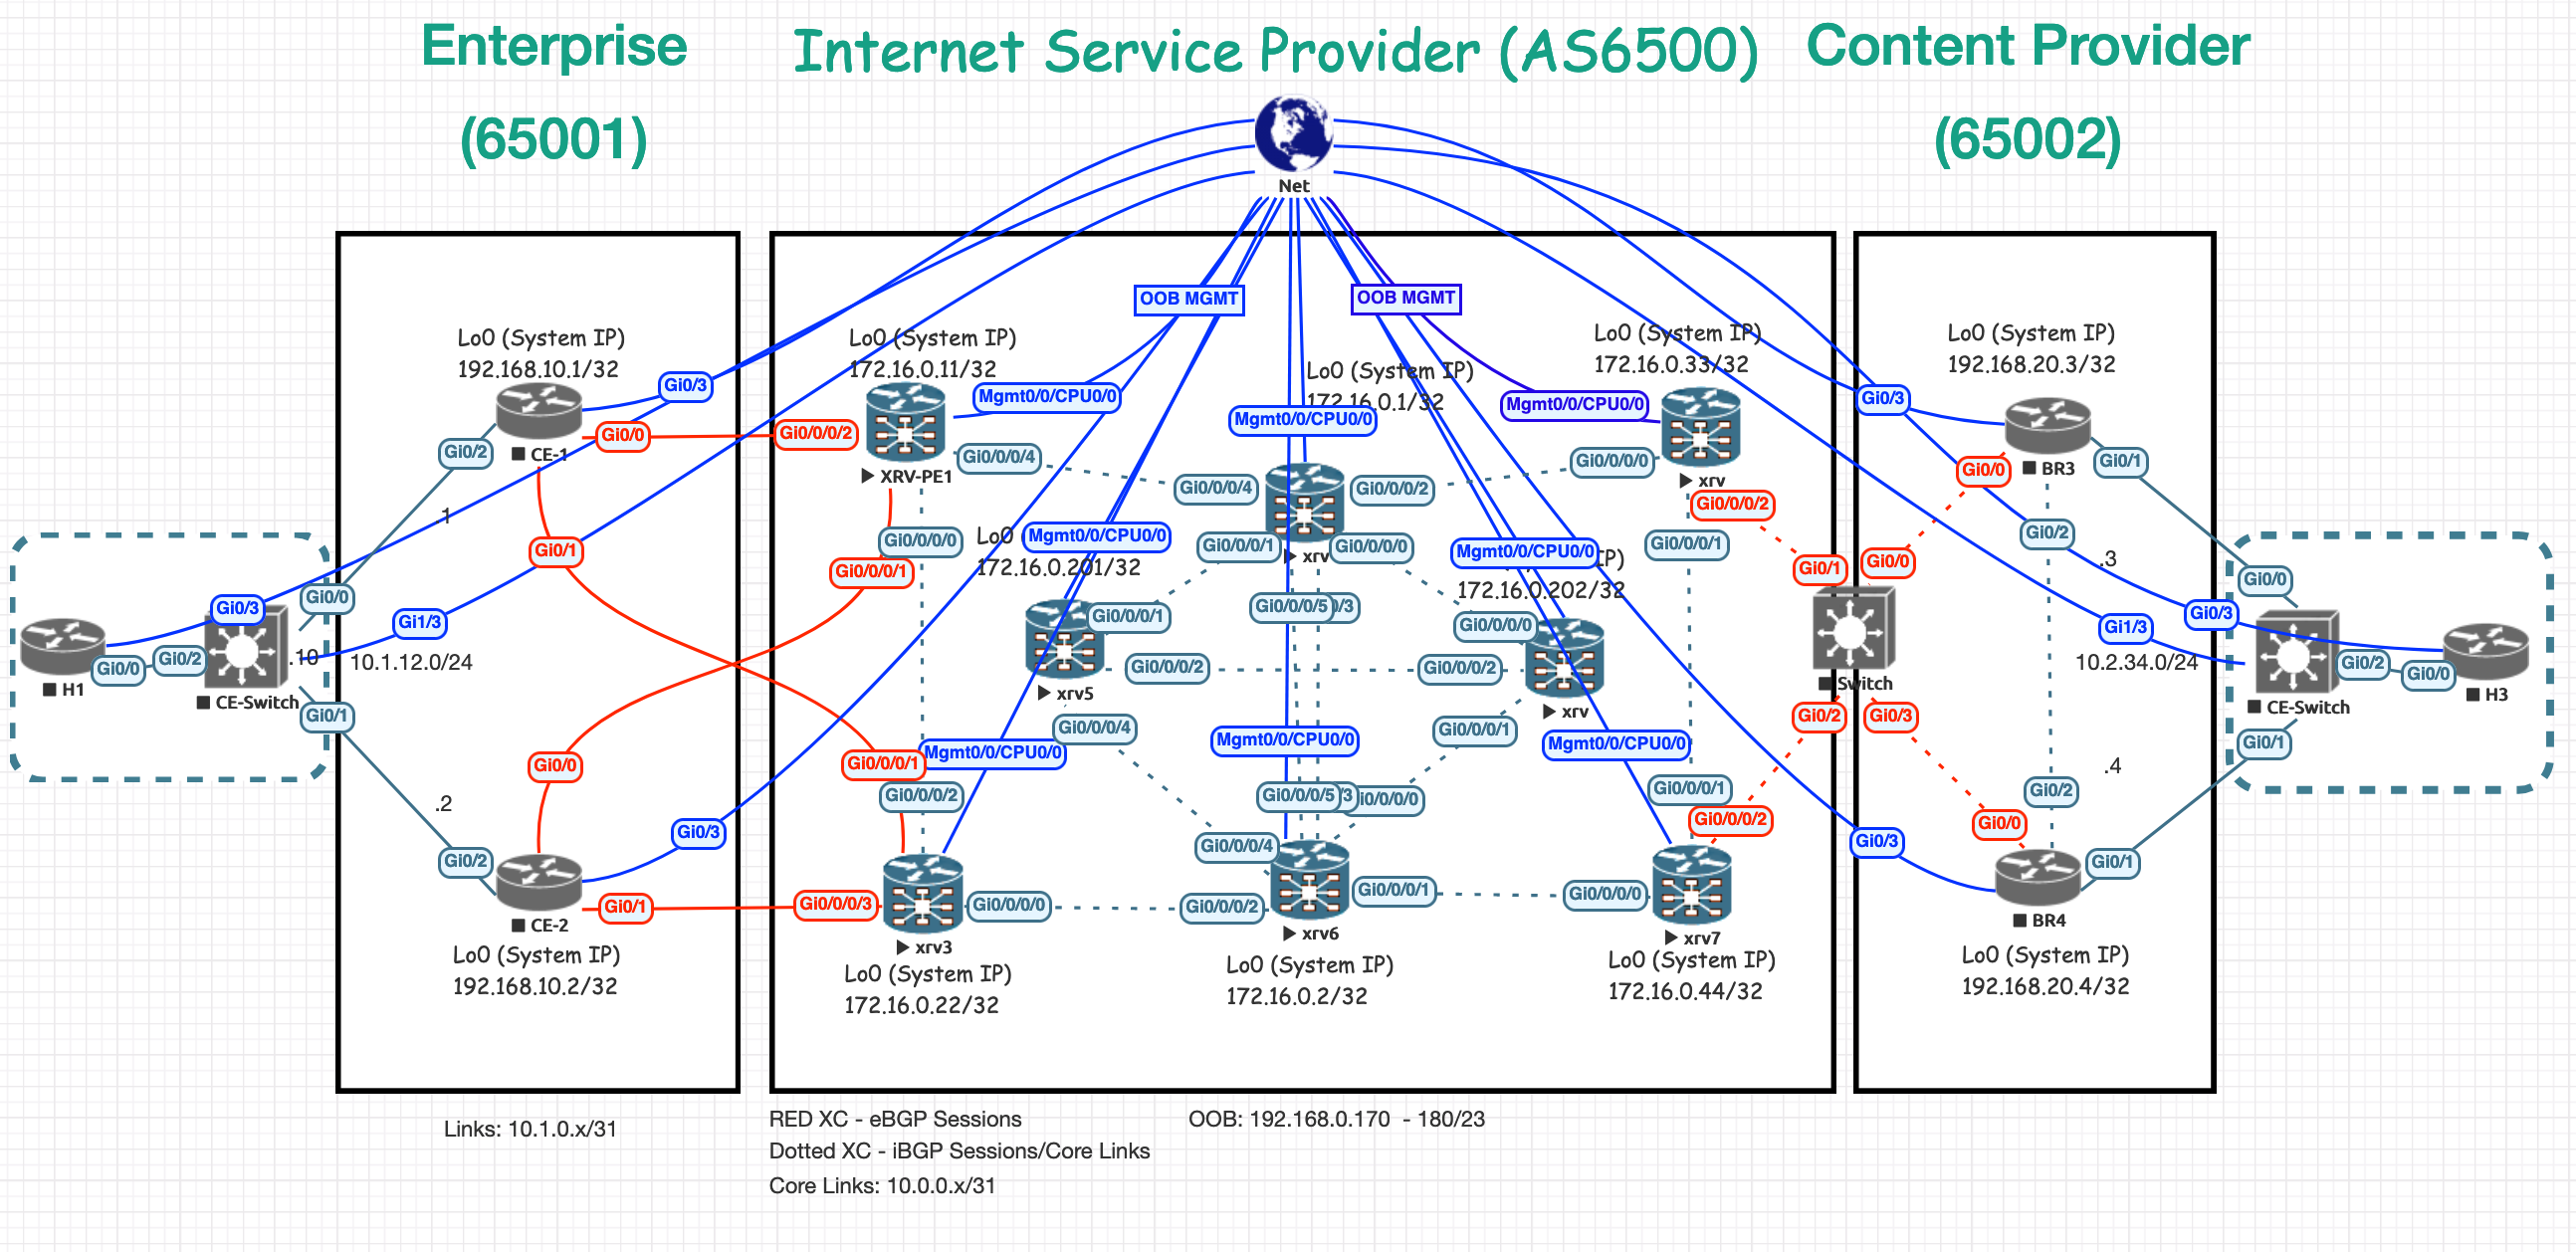 Enterprise
(65001)
Internet Service Provider (AS6500)
Content Provider
(65002)
Net
OOB MGMT
OOB MGMT
Lo0 (System IP)
192.168.10.1/32
Gi0/3
Gi0/0
Gi0/2
CE-1
.1
Gi0/1
Gi0/0
Gi0/3
Gi1/3
H1
Gi0/0
Gi0/2
CE-Switch
.10
10.1.12.0/24
Gi0/1
.2
Gi0/0
Gi0/2
Gi0/3
CE-2
Gi0/1
Lo0 (System IP)
192.168.10.2/32
Lo0 (System IP)
172.16.0.11/32
Mgmt0/0/CPU0/0
Gi0/0/0/2
XRV-PE1
Gi0/0/0/4
Gi0/0/0/0
Gi0/0/0/1
Lo0 (System IP)
172.16.0.1/32
Mgmt0/0/CPU0/0
Gi0/0/0/4
Gi0/0/0/2
xrv
Gi0/0/0/1
Gi0/0/0/0
Gi0/0/0/5
0/3
Lo0 (System IP)
172.16.0.33/32
Mgmt0/0/CPU0/0
Gi0/0/0/0
xrv
Gi0/0/0/2
Gi0/0/0/1
Lo0
172.16.0.201/32
Mgmt0/0/CPU0/0
Gi0/0/0/1
Gi0/0/0/2
xrv5
Gi0/0/0/4
Mgmt0/0/CPU0/0
IP)
172.16.0.202/32
Gi0/0/0/0
Gi0/0/0/2
xrv
Gi0/0/0/1
Gi0/0/0/1
Mgmt0/0/CPU0/0
Gi0/0/0/2
Gi0/0/0/3
xrv3
Gi0/0/0/0
Lo0 (System IP)
172.16.0.22/32
Mgmt0/0/CPU0/0
Gi0/0/0/5
/3
i0/0/0/0
Gi0/0/0/4
Gi0/0/0/2
Gi0/0/0/1
xrv6
Lo0 (System IP)
172.16.0.2/32
Mgmt0/0/CPU0/0
Gi0/0/0/1
Gi0/0/0/2
Gi0/0/0/0
xrv7
Lo0 (System IP)
172.16.0.44/32
Gi0/1
Gi0/0
Switch
Gi0/2
Gi0/3
Lo0 (System IP)
192.168.20.3/32
Gi0/3
Gi0/0
BR3
Gi0/1
Gi0/2
.3
Gi0/0
Gi0/3
Gi1/3
10.2.34.0/24
CE-Switch
Gi0/2
Gi0/0
H3
Gi0/1
.4
Gi0/2
Gi0/0
Gi0/3
Gi0/1
BR4
Lo0 (System IP)
192.168.20.4/32
Links: 10.1.0.x/31
RED XC - eBGP Sessions
OOB: 192.168.0.170 - 180/23
Dotted XC - iBGP Sessions/Core Links
Core Links: 10.0.0.x/31